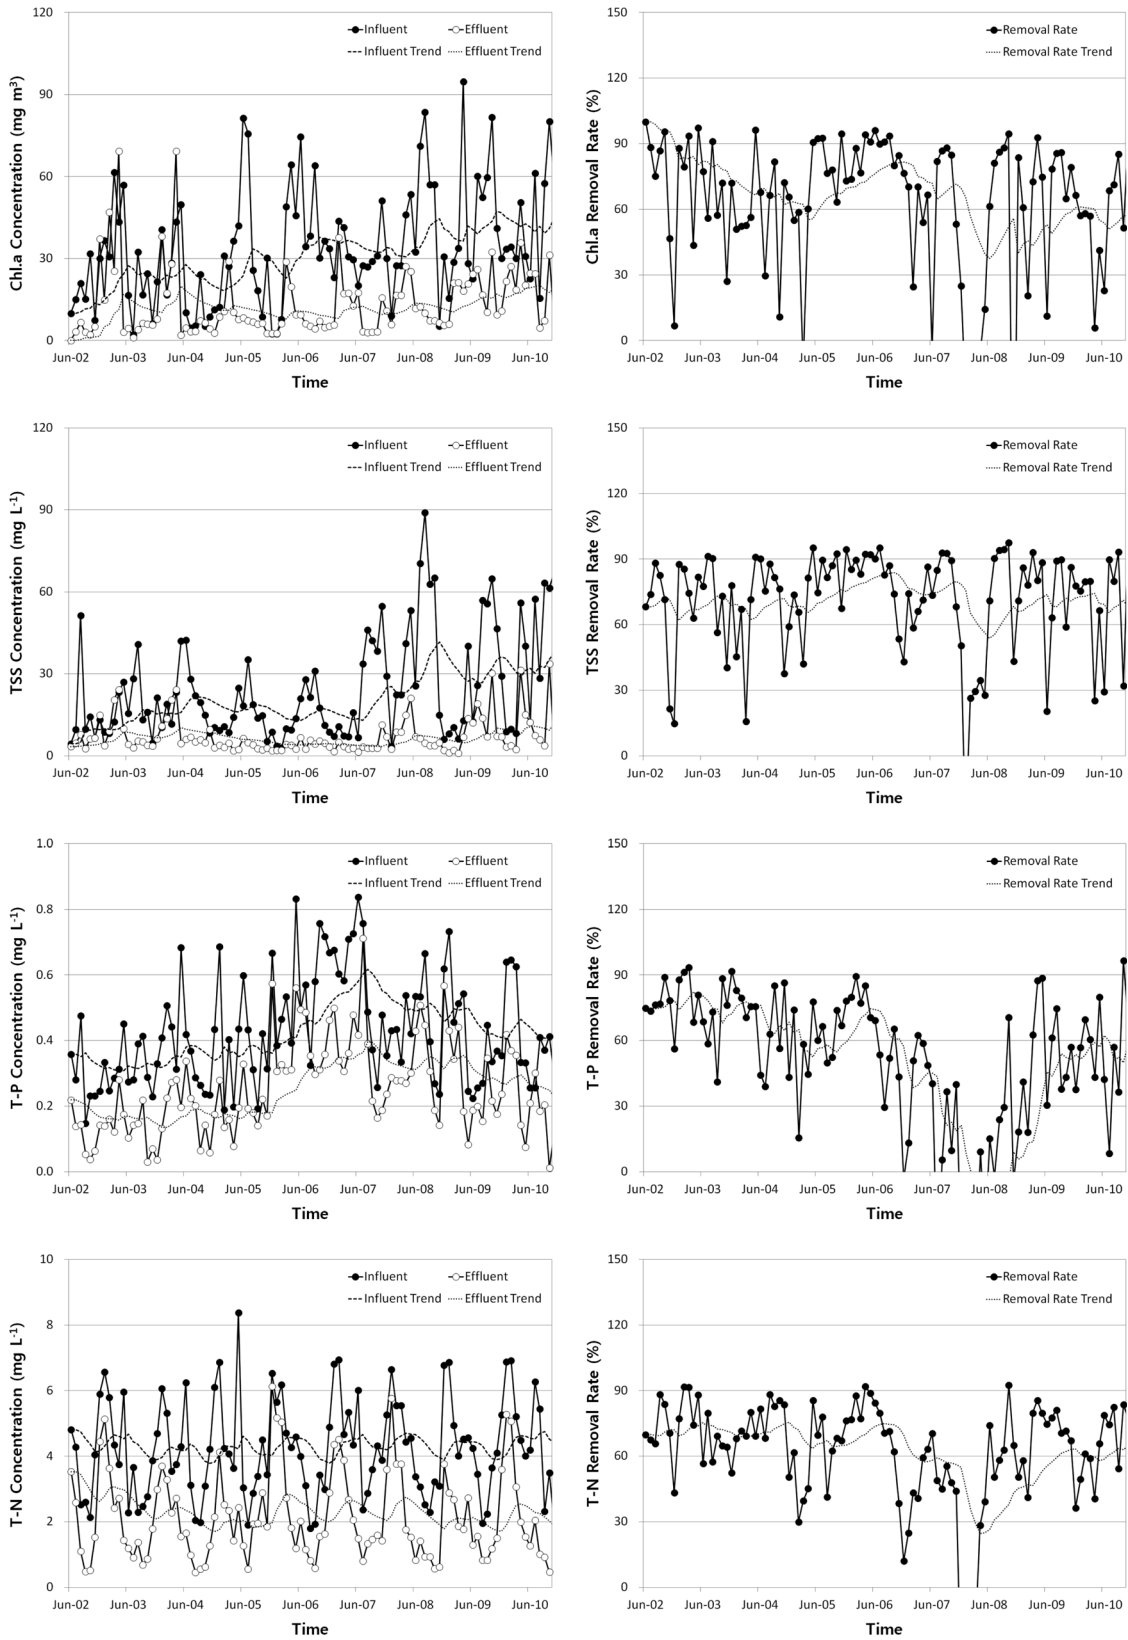 Chl.a Concentration (mg m³)
120
90
60
30
0
Influent Effluent
Influent Trend Effluent Trend
Jun-02 Jun-03 Jun-04 Jun-05 Jun-06 Jun-07 Jun-08 Jun-09 Jun-10
Time
Chl.a Removal Rate (%)
150
120
90
60
30
0
Removal Rate
Removal Rate Trend
Jun-02 Jun-03 Jun-04 Jun-05 Jun-06 Jun-07 Jun-08 Jun-09 Jun-10
Time
TSS Concentration (mg L⁻¹)
120
90
60
30
0
Influent Effluent
Influent Trend Effluent Trend
Jun-02 Jun-03 Jun-04 Jun-05 Jun-06 Jun-07 Jun-08 Jun-09 Jun-10
Time
TSS Removal Rate (%)
150
120
90
60
30
0
Removal Rate
Removal Rate Trend
Jun-02 Jun-03 Jun-04 Jun-05 Jun-06 Jun-07 Jun-08 Jun-09 Jun-10
Time
T-P Concentration (mg L⁻¹)
1.0
0.8
0.6
0.4
0.2
0.0
Influent Effluent
Influent Trend Effluent Trend
Jun-02 Jun-03 Jun-04 Jun-05 Jun-06 Jun-07 Jun-08 Jun-09 Jun-10
Time
T-P Removal Rate (%)
150
120
90
60
30
0
Removal Rate
Removal Rate Trend
Jun-02 Jun-03 Jun-04 Jun-05 Jun-06 Jun-07 Jun-08 Jun-09 Jun-10
Time
T-N Concentration (mg L⁻¹)
10
8
6
4
2
0
Influent Effluent
Influent Trend Effluent Trend
Jun-02 Jun-03 Jun-04 Jun-05 Jun-06 Jun-07 Jun-08 Jun-09 Jun-10
Time
T-N Removal Rate (%)
150
120
90
60
30
0
Removal Rate
Removal Rate Trend
Jun-02 Jun-03 Jun-04 Jun-05 Jun-06 Jun-07 Jun-08 Jun-09 Jun-10
Time